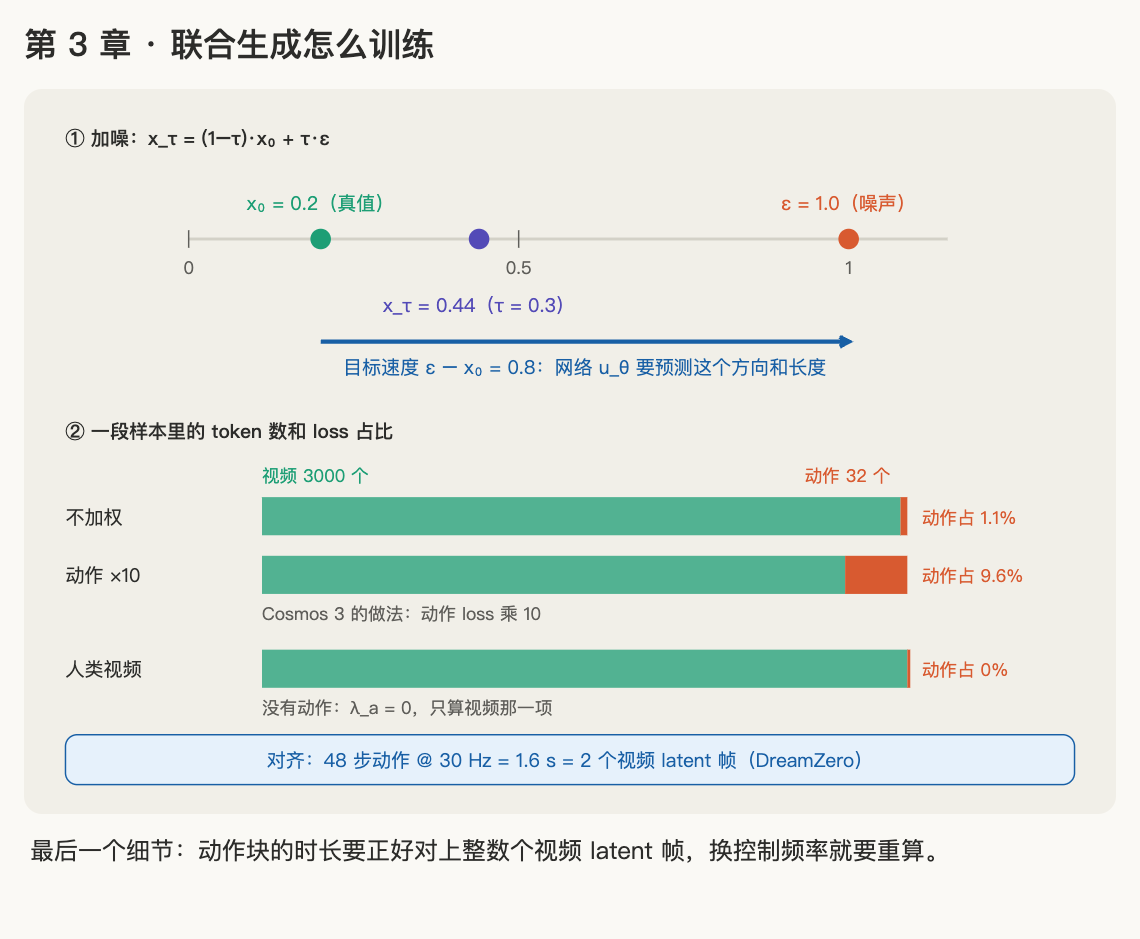 第 3 章 · 联合生成怎么训练
① 加噪：x_τ = (1−τ)·x₀ + τ·ε
x₀ = 0.2（真值）
ε = 1.0（噪声）
0
0.5
1
x_τ = 0.44（τ = 0.3）
目标速度 ε − x₀ = 0.8：网络 u_θ 要预测这个方向和长度
② 一段样本里的 token 数和 loss 占比
视频 3000 个
动作 32 个
不加权
动作占 1.1%
动作 ×10
动作占 9.6%
Cosmos 3 的做法：动作 loss 乘 10
人类视频
动作占 0%
没有动作：λ_a = 0，只算视频那一项
对齐：48 步动作 @ 30 Hz = 1.6 s = 2 个视频 latent 帧（DreamZero）
最后一个细节：动作块的时长要正好对上整数个视频 latent 帧，换控制频率就要重算。